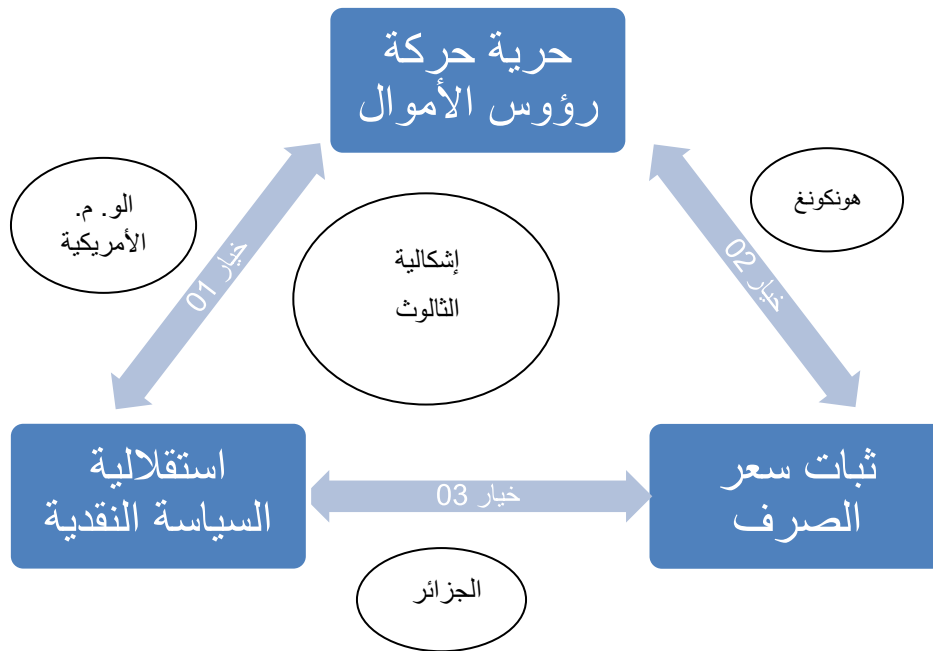 حرية حركة
رؤوس الأموال
الو. م.
الأمريكية
خيار 01
إشكالية
الثالوث
هونكونغ
خيار 02
استقلالية
السياسة النقدية
خيار 03
ثبات سعر
الصرف
الجزائر